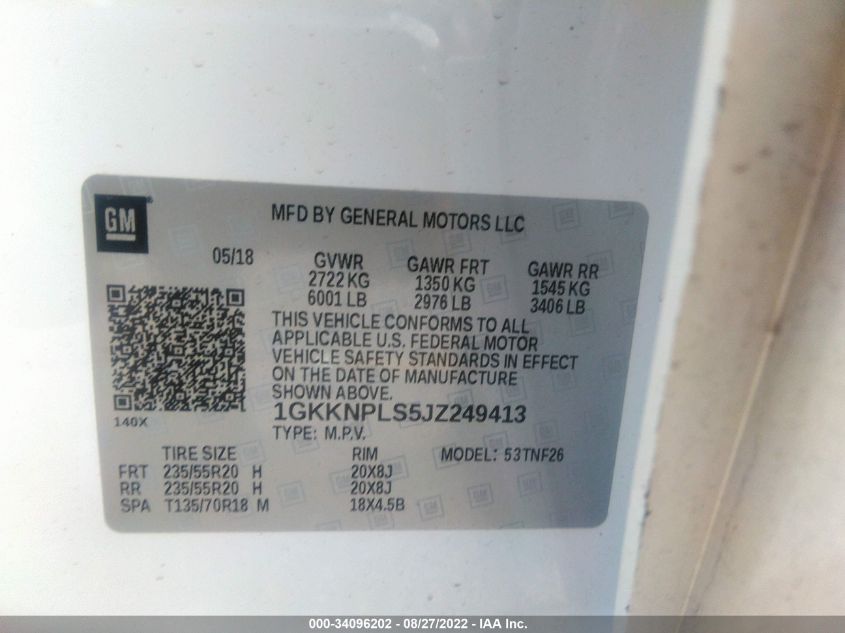 GM
MFD BY GENERAL MOTORS LLC
05/18
GVWR
2722 KG
6001 LB
GAWR FRT
1350 KG
2976 LB
GAWR RR
1545 KG
3406 LB
THIS VEHICLE CONFORMS TO ALL
APPLICABLE U.S. FEDERAL MOTOR
VEHICLE SAFETY STANDARDS IN EFFECT
ON THE DATE OF MANUFACTURE
SHOWN ABOVE.
1GKKNPLS5JZ249413
140X
TYPE: M.P.V.
TIRE SIZE RIM MODEL: 53TNF26
FRT 235/55R20 H 20X8J
RR 235/55R20 H 20X8J
SPA T135/70R18 M 18X4.5B
000-34096202 - 08/27/2022 - IAA, Inc.